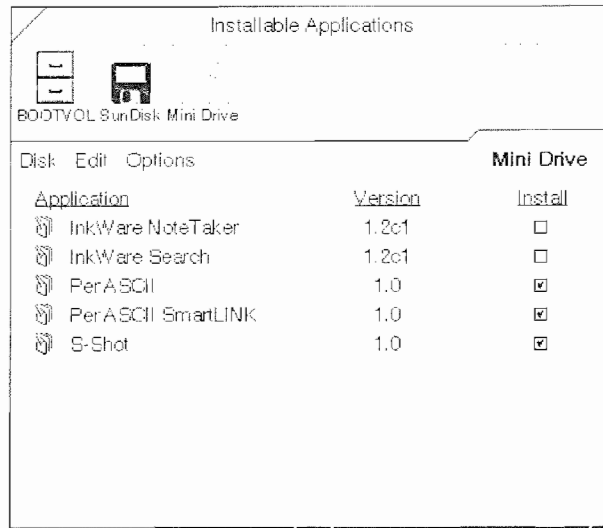 Installable Applications
BOOTVOL SunDisk Mini Drive
Disk Edit Options Mini Drive
Application Version Install
InkWare NoteTaker 1.2c1
InkWare Search 1.2c1
PerASCII 1.0
PerASCII SmartLINK 1.0
S-Shot 1.0